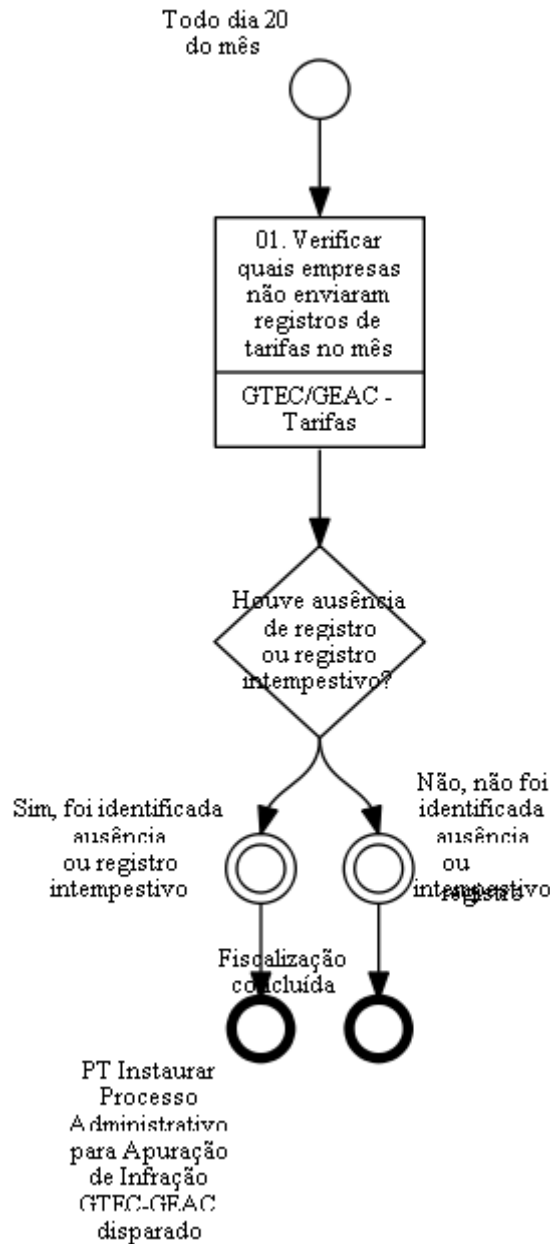 Todo dia 20
do mês
01. Verificar
quais empresas
não enviaram
registros de
tarifas no mês
GTEC/GEAC -
Tarifas
Houve ausência
de registro
ou registro
intempestivo?
Sim, foi identificada
ausência
ou registro
intempestivo
Não, não foi
identificada
ausência
ou
registro
intempestivo
Fiscalização
concluída
PT Instaurar
Processo
Administrativo
para Apuração
de Infração
GTEC-GEAC
disparado